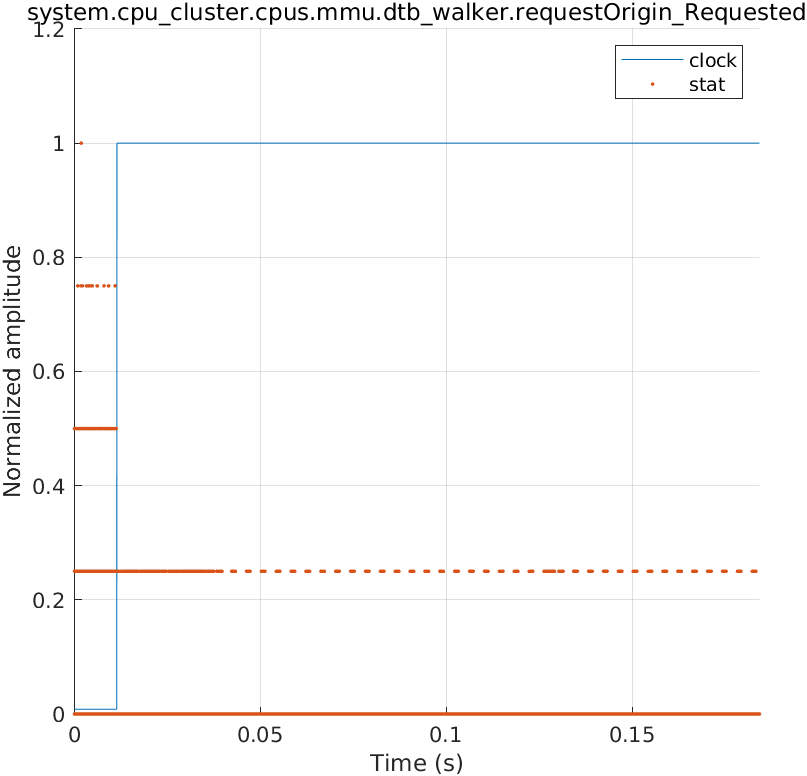 system.cpu_cluster.cpus.mmu.dtb_walker.requestOrigin_Requested
1.2
clock
stat
1
0.8
Normalized amplitude
0.6
0.4
0.2
0
0
0.05
0.1
0.15
Time (s)